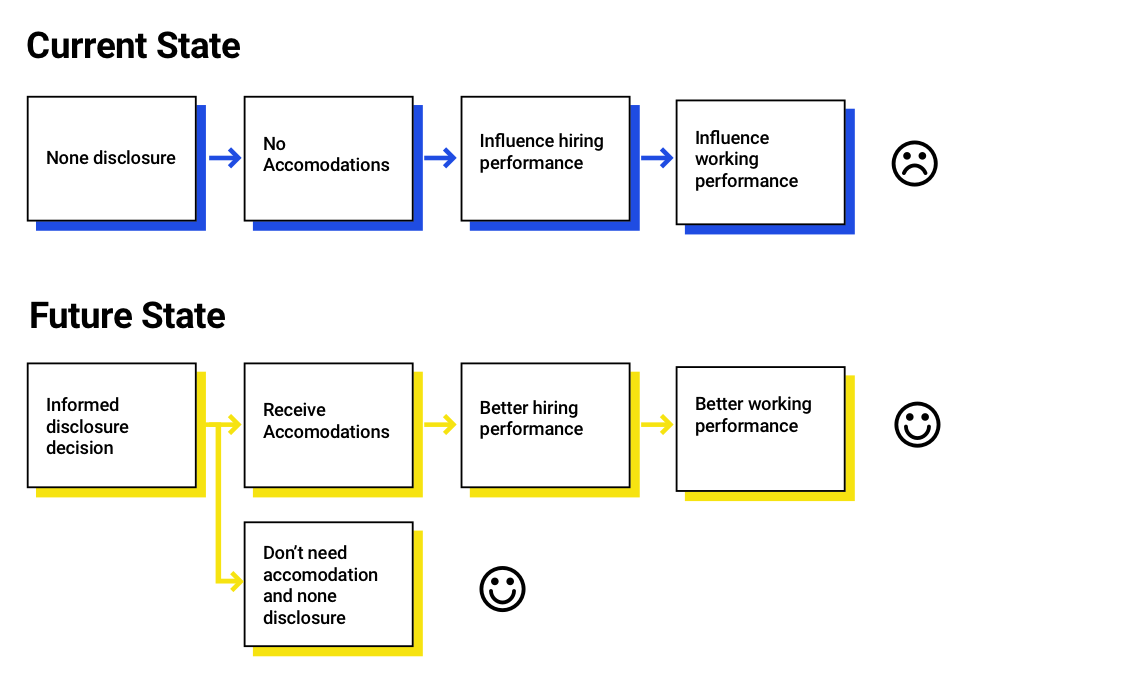 Current State
None disclosure
No
Accomodations
Influence hiring
performance
Influence
working
performance
Future State
Informed
disclosure
decision
Receive
Accomodations
Better hiring
performance
Better working
performance
Don't need
accomodation
and none
disclosure